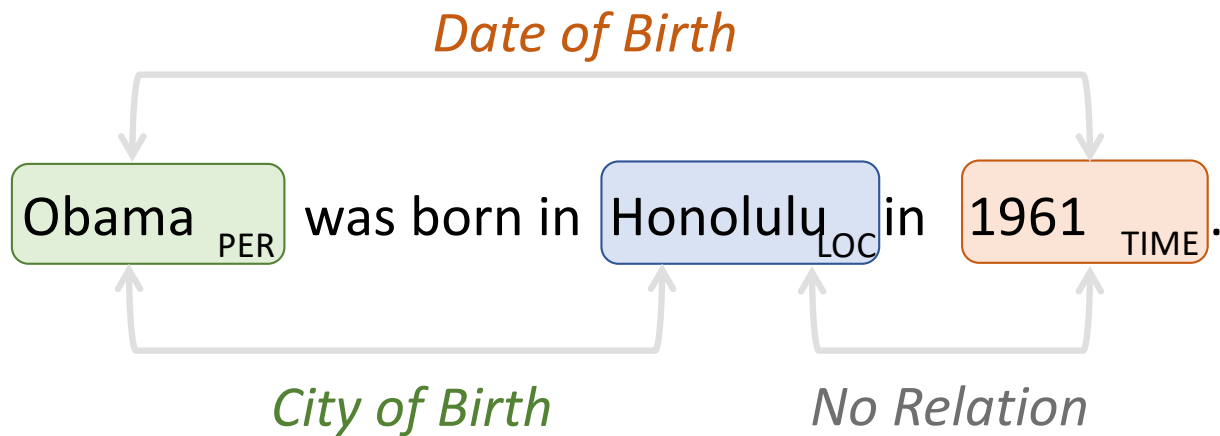 Date of Birth
Obama PER was born in Honolulu LOC in 1961 TIME .
City of Birth
No Relation